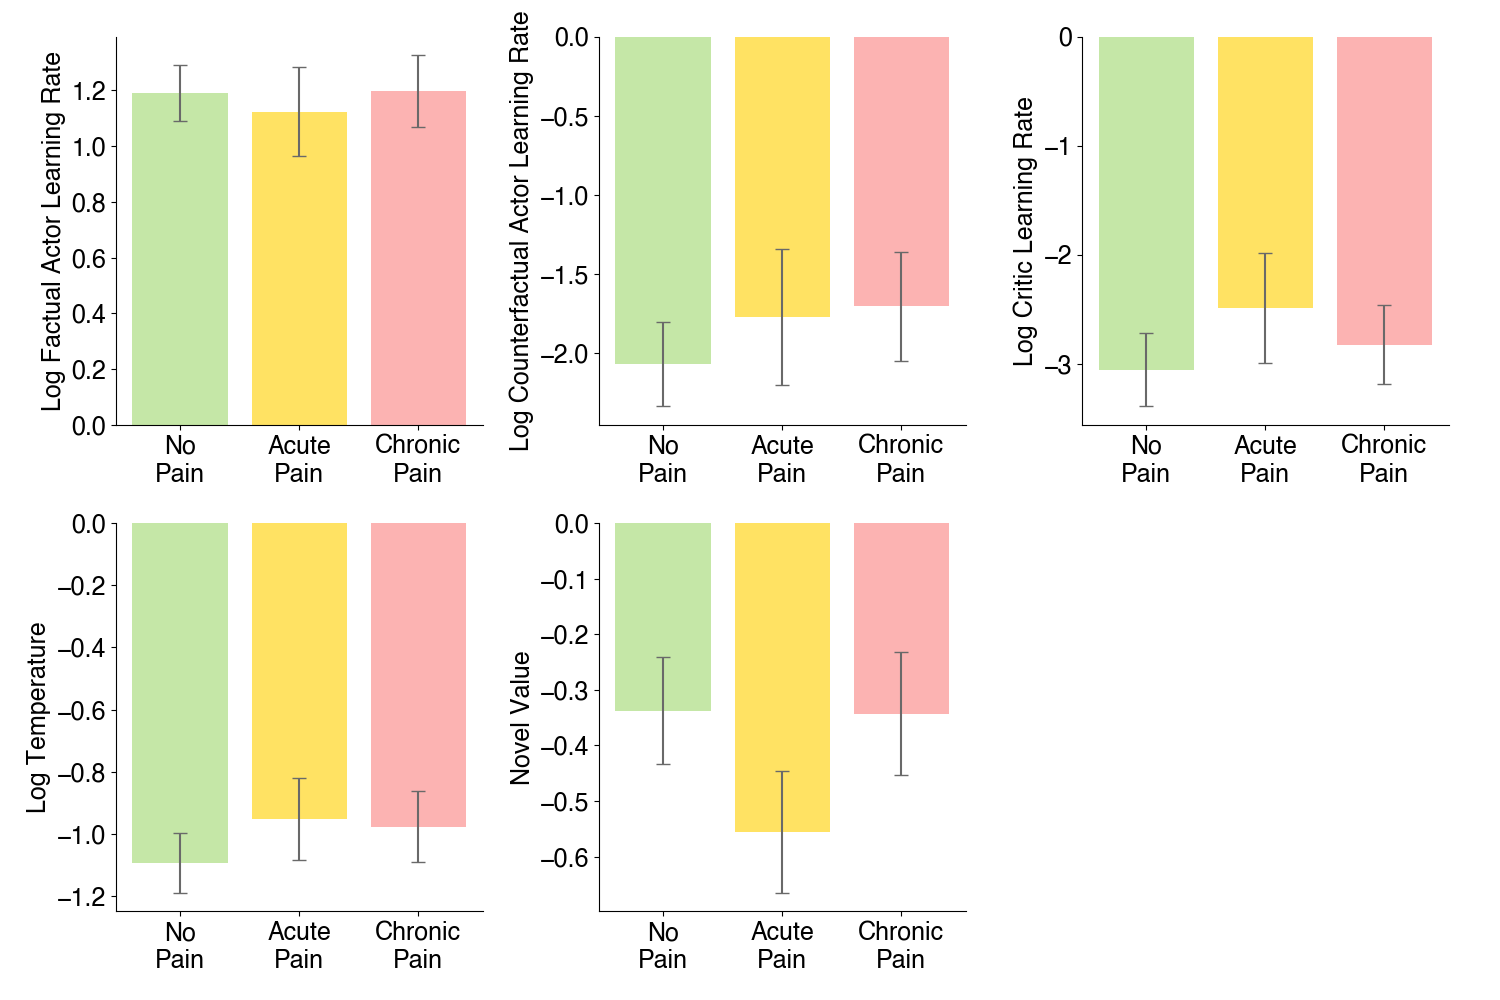 Log Factual Actor Learning Rate
1.2
1.0
0.8
0.6
0.4
0.2
0.0
No
Pain
Acute
Pain
Chronic
Pain
Log Counterfactual Actor Learning Rate
0.0
−0.5
−1.0
−1.5
−2.0
No
Pain
Acute
Pain
Chronic
Pain
Log Critic Learning Rate
0
−1
−2
−3
No
Pain
Acute
Pain
Chronic
Pain
Log Temperature
0.0
−0.2
−0.4
−0.6
−0.8
−1.0
−1.2
No
Pain
Acute
Pain
Chronic
Pain
Novel Value
0.0
−0.1
−0.2
−0.3
−0.4
−0.5
−0.6
No
Pain
Acute
Pain
Chronic
Pain